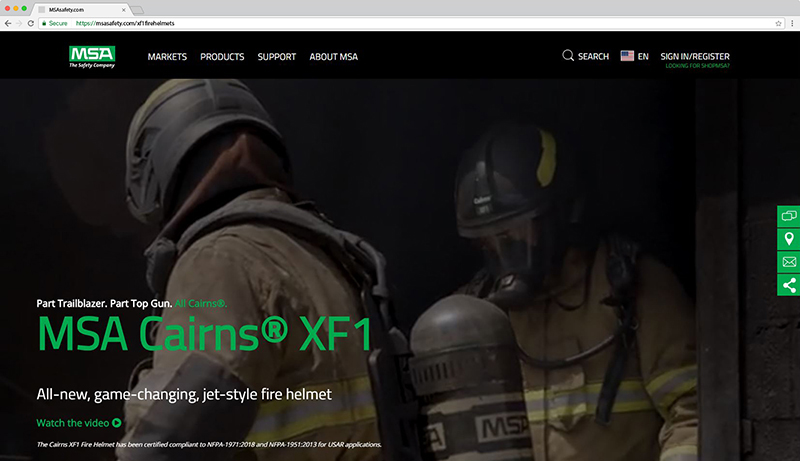 MSAsafety.com
Secure https://msasafety.com/xf1firehelmets
MSA
The Safety Company
MARKETS PRODUCTS SUPPORT ABOUT MSA
SEARCH EN SIGN IN/REGISTER
LOOKING FOR SHOPMSA?
Cairns
XF1
Part Trailblazer. Part Top Gun. All Cairns®.
MSA Cairns® XF1
All-new, game-changing, jet-style fire helmet
Watch the video
MSA
MSA
The Cairns XF1 Fire Helmet has been certified compliant to NFPA-1971:2018 and NFPA-1951:2013 for USAR applications.